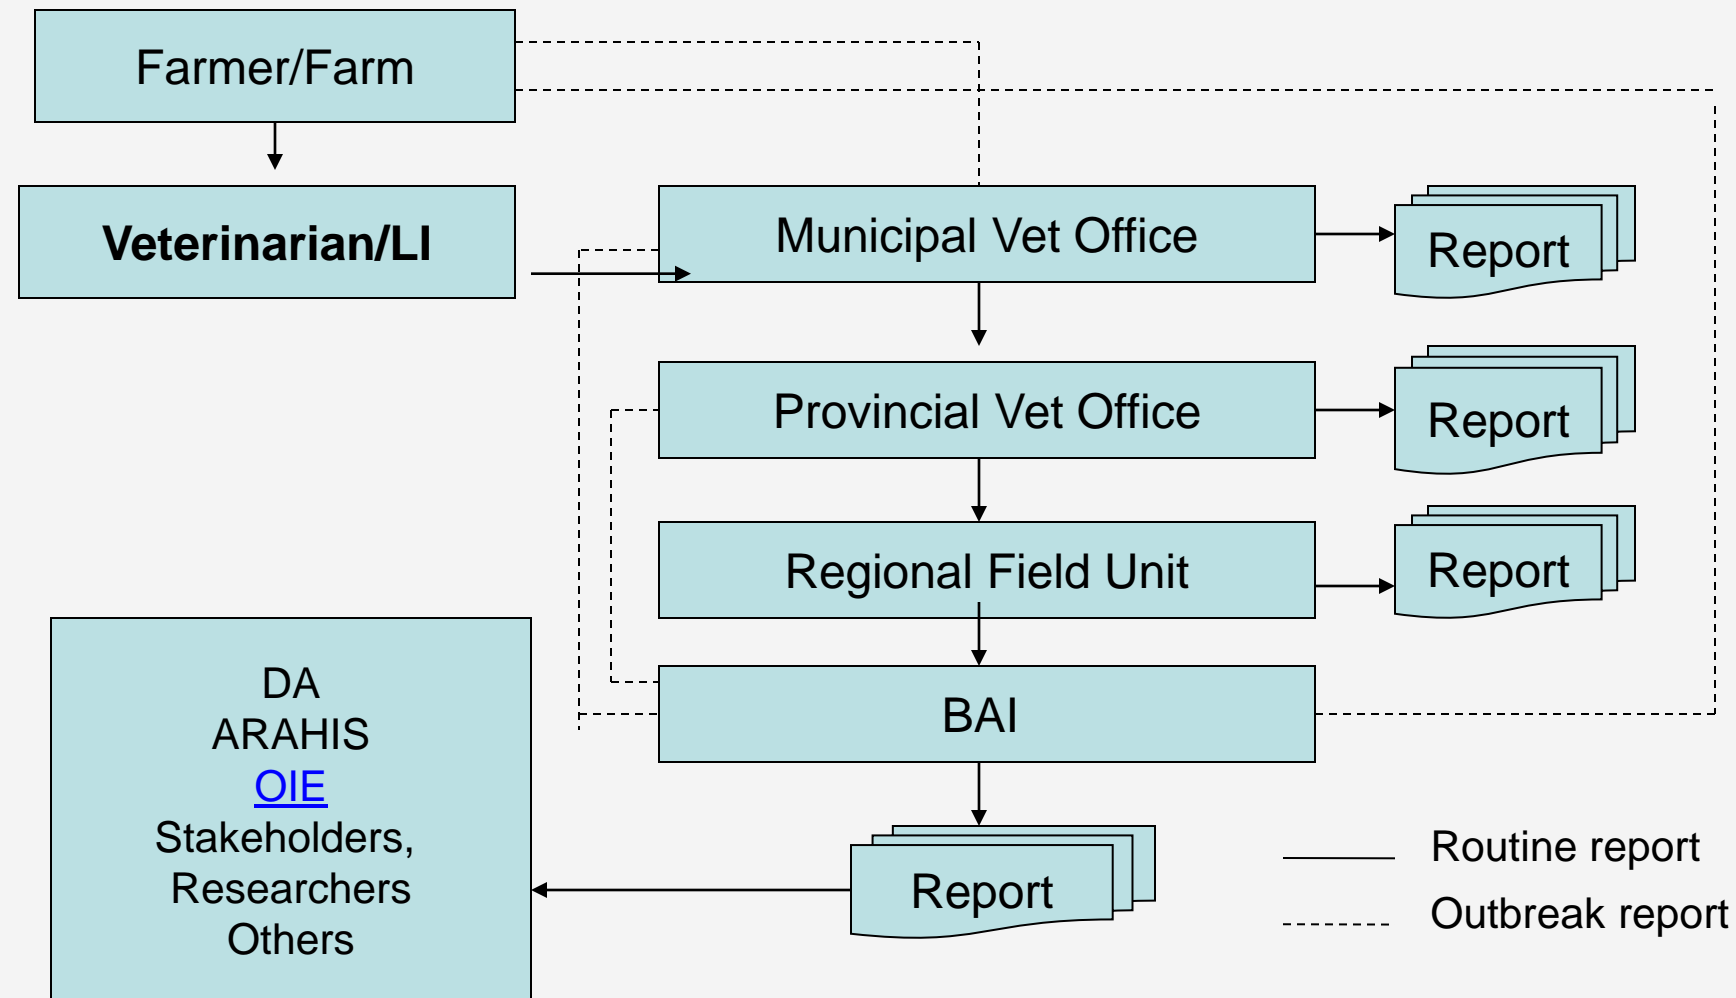 Farmer/Farm
Veterinarian/LI
Municipal Vet Office
Report
Provincial Vet Office
Report
Regional Field Unit
Report
BAI
DA
ARAHIS
OIE
Stakeholders,
Researchers
Others
Report
Routine report
Outbreak report